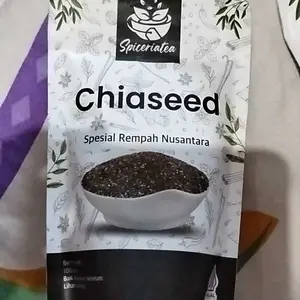 Spiceriatea
Chiaseed
Spesial Rempah Nusantara